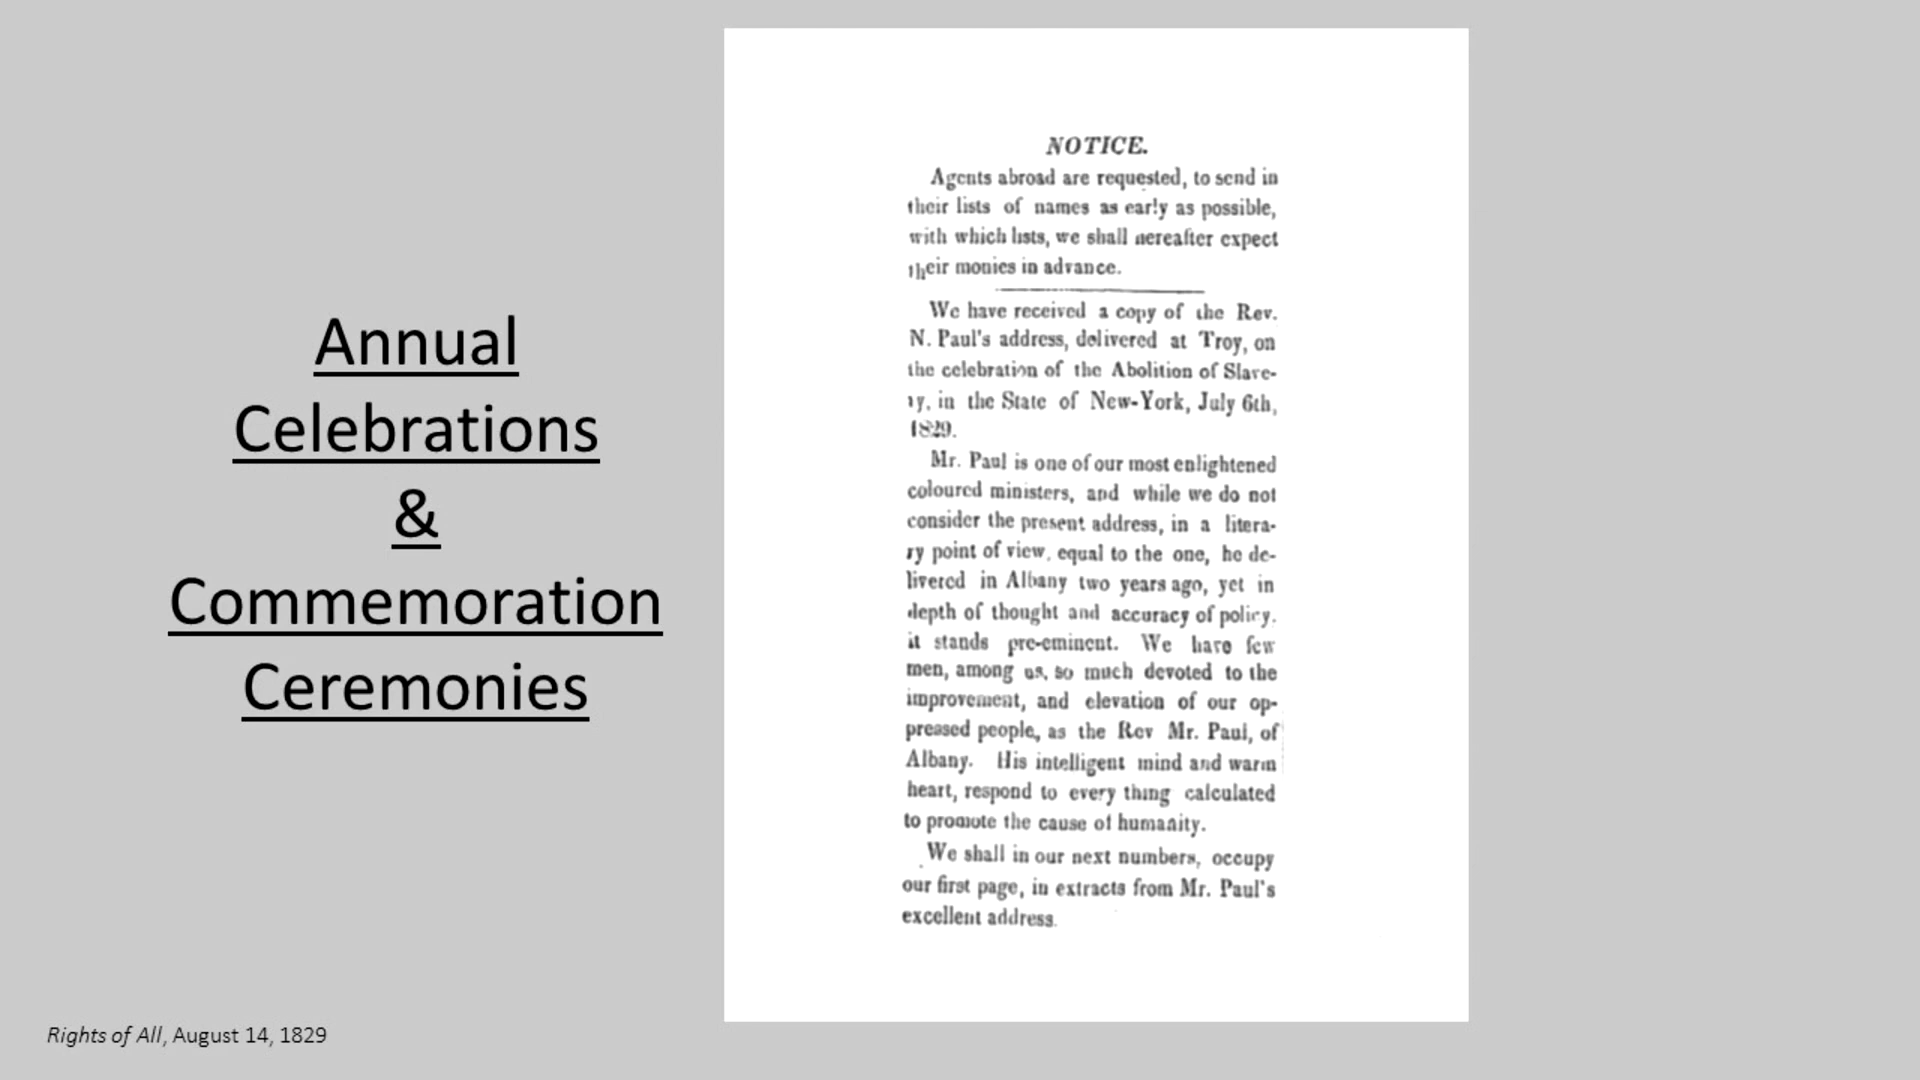 Annual
Celebrations
&
Commemoration
Ceremonies
NOTICE.
Agents abroad are requested, to send in
their lists of names as early as possible,
with which lists, we shall hereafter expect
their monies in advance.
We have received a copy of the Rev.
N. Paul's address, delivered at Troy, on
the celebration of the Abolition of Slave-
ry, in the State of New-York, July 6th,
1829.
Mr. Paul is one of our most enlightened
coloured ministers, and while we do not
consider the present address, in a litera-
ry point of view, equal to the one, he de-
livered in Albany two years ago, yet in
depth of thought and accuracy of policy.
it stands pre-eminent. We have few
men, among us, so much devoted to the
improvement, and elevation of our op-
pressed people, as the Rev Mr. Paul, of
Albany. His intelligent mind and warm
heart, respond to every thing calculated
to promote the cause of humanity.
We shall in our next numbers, occupy
our first page, in extracts from Mr. Paul's
excellent address.
Rights of All, August 14, 1829